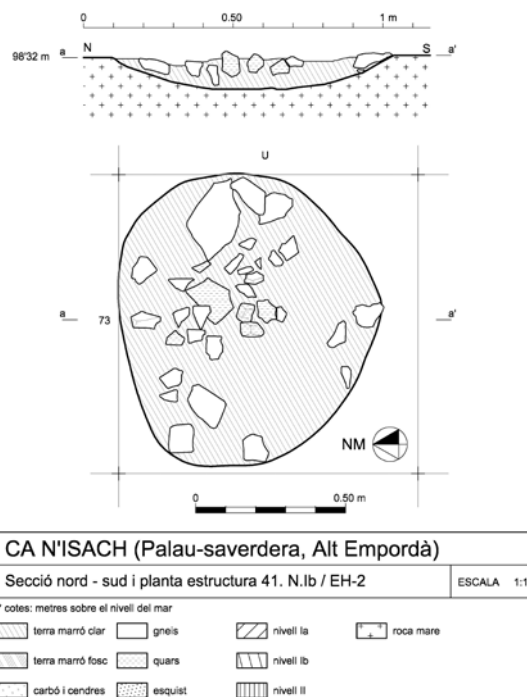 0 0.50 1 m
98'32 m a N S a'
U
a 73 a'
NM
0 0.50 m
CA N'ISACH (Palau-saverdera, Alt Empordà)
Secció nord - sud i planta estructura 41. N.Ib / EH-2 ESCALA 1:1
* cotes: metres sobre el nivell del mar
terra marró clar gneis nivell Ia roca mare
terra marró fosc quars nivell Ib
carbó i cendres esquist nivell II